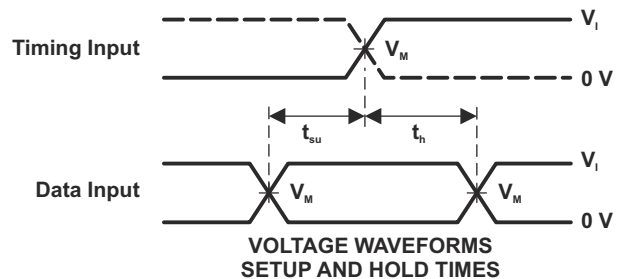 V_I
Timing Input
V_M
0 V
t_su
t_h
V_I
Data Input
V_M
V_M
0 V
VOLTAGE WAVEFORMS
SETUP AND HOLD TIMES